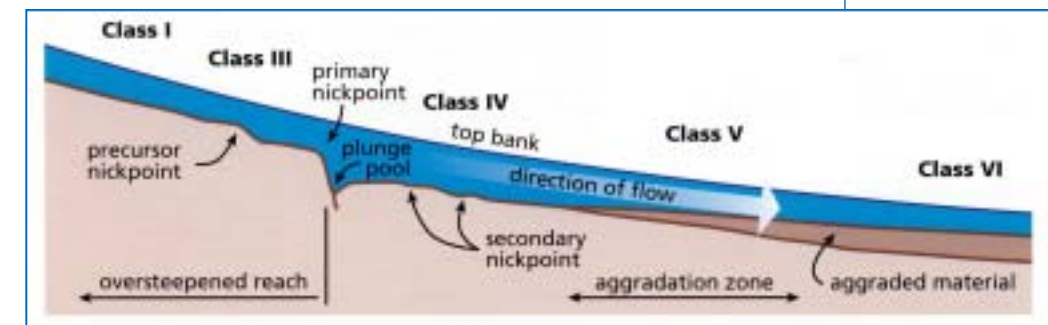 Class I
Class III
primary
nickpoint
Class IV
top bank
Class V
Class VI
precursor
nickpoint
plunge
pool
direction of flow
secondary
nickpoint
oversteepened reach
aggradation zone
aggraded material